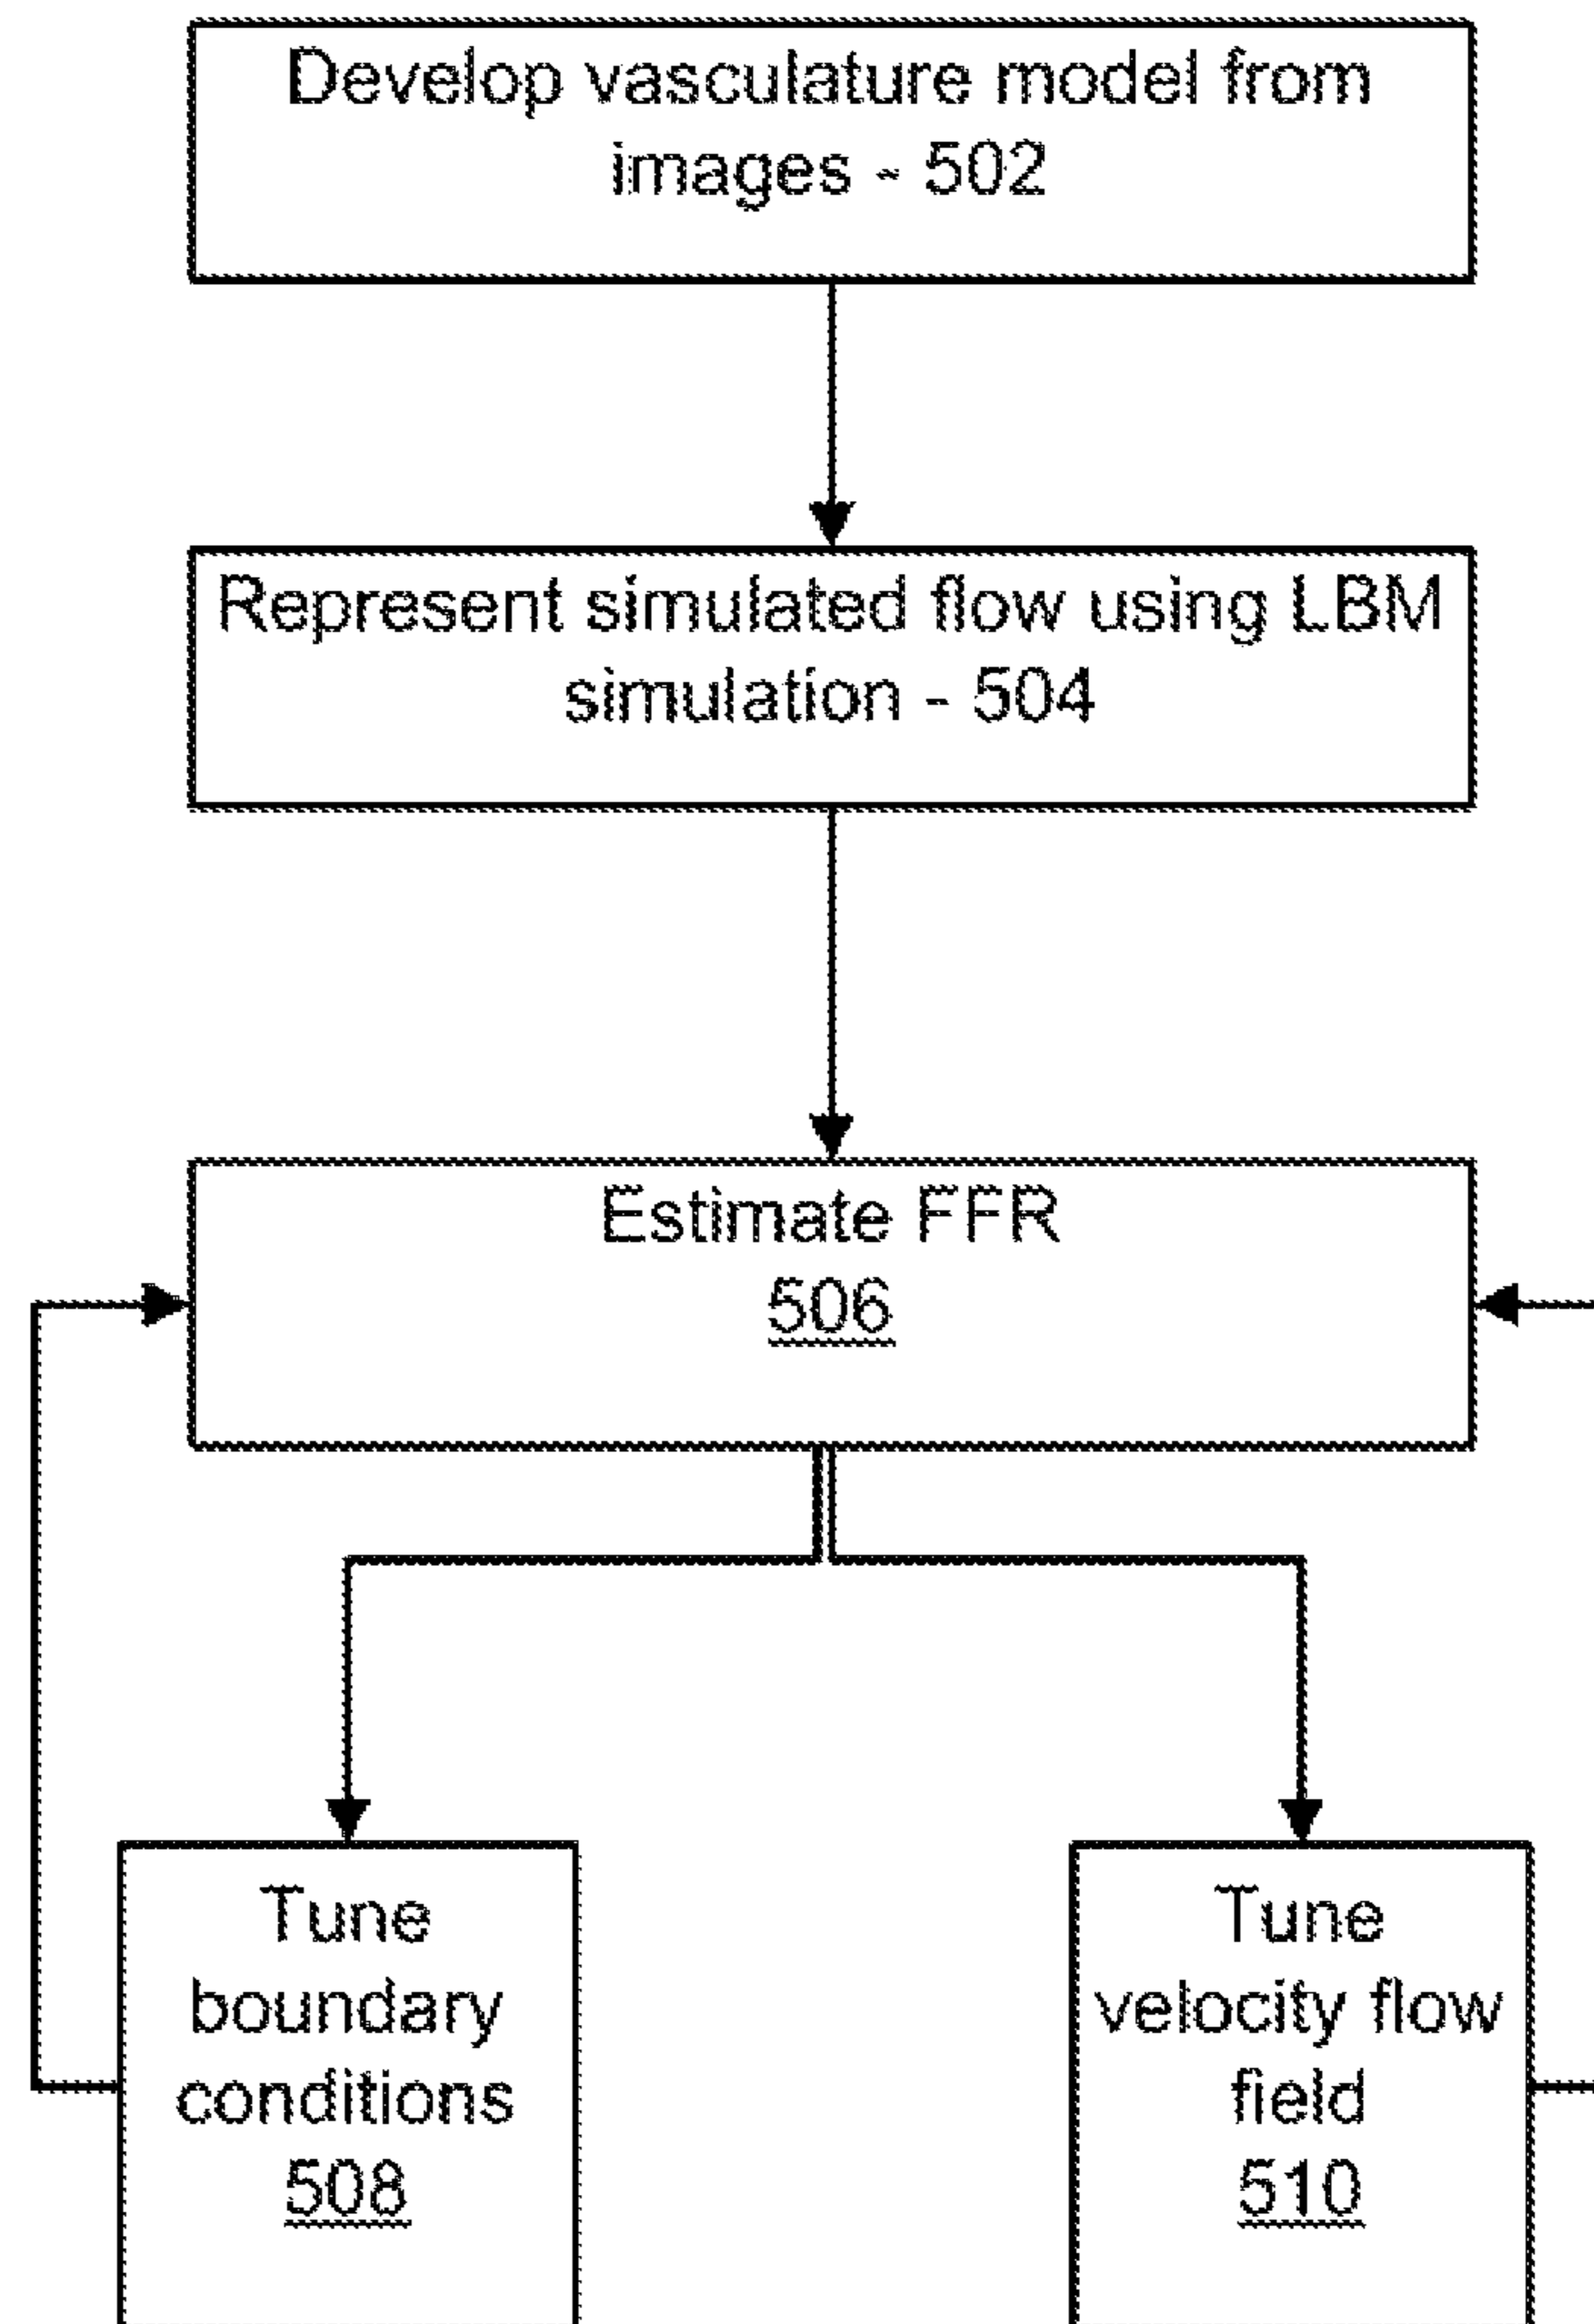 Develop vasculature model from
images - 502
Represent simulated flow using LBM
simulation - 504
Estimate FFR
506
Tune
boundary
conditions
508
Tune
velocity flow
field
510